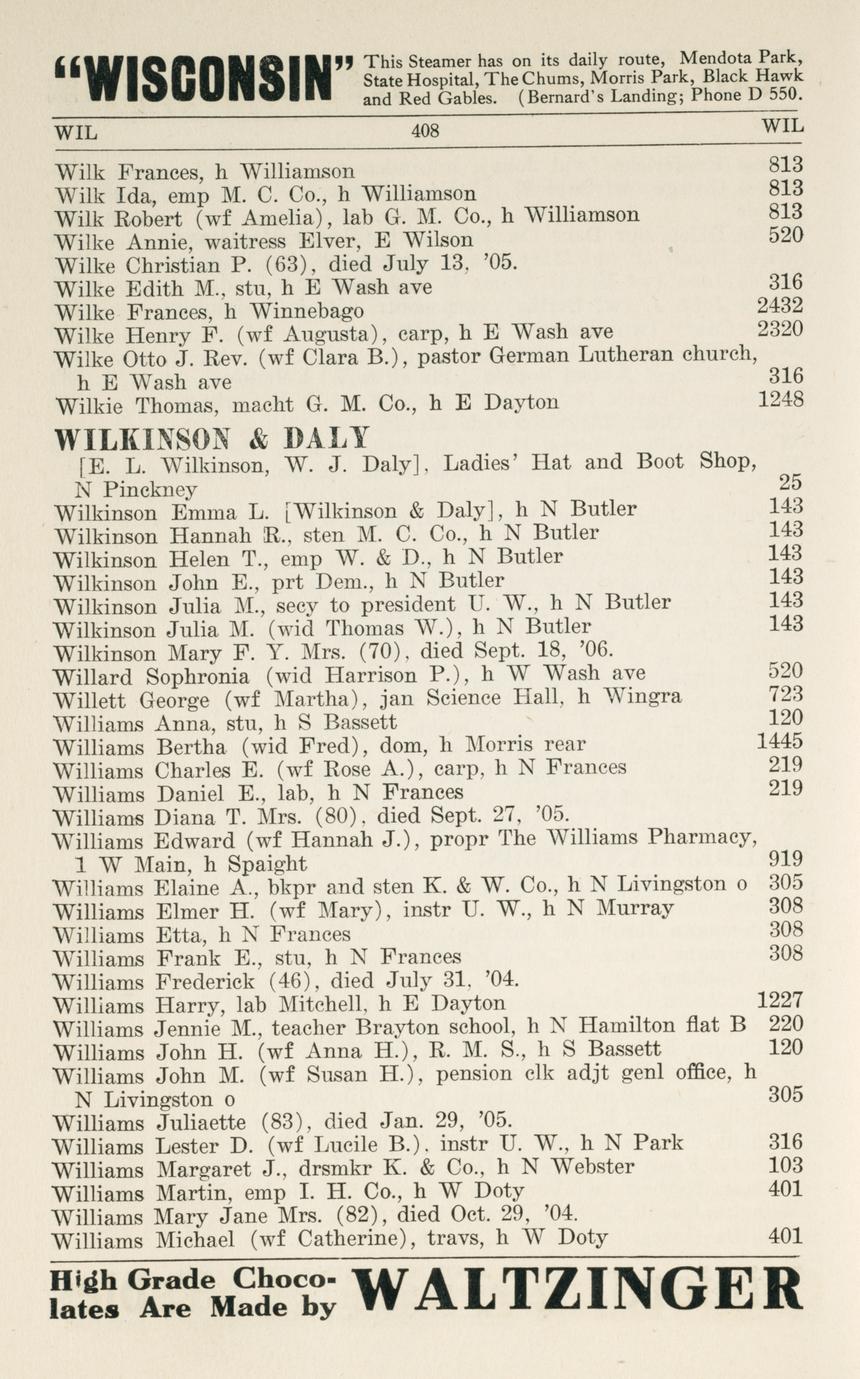 "WISCONSIN" This Steamer has on its daily route, Mendota Park,
State Hospital, The Chums, Morris Park, Black Hawk
and Red Gables. (Bernard's Landing; Phone D 550.
WIL 408 WIL
Wilk Frances, h Williamson 813
Wilk Ida, emp M. C. Co., h Williamson 813
Wilk Robert (wf Amelia), lab G. M. Co., h Williamson 813
Wilke Annie, waitress Elver, E Wilson 520
Wilke Christian P. (63), died July 13, '05.
Wilke Edith M., stu, h E Wash ave 316
Wilke Frances, h Winnebago 2432
Wilke Henry F. (wf Augusta), carp, h E Wash ave 2320
Wilke Otto J. Rev. (wf Clara B.), pastor German Lutheran church,
h E Wash ave 316
Wilkie Thomas, macht G. M. Co., h E Dayton 1248
WILKINSON & DALY
[E. L. Wilkinson, W. J. Daly], Ladies' Hat and Boot Shop,
N Pinckney 25
Wilkinson Emma L. [Wilkinson & Daly], h N Butler 143
Wilkinson Hannah R., sten M. C. Co., h N Butler 143
Wilkinson Helen T., emp W. & D., h N Butler 143
Wilkinson John E., prt Dem., h N Butler 143
Wilkinson Julia M., secy to president U. W., h N Butler 143
Wilkinson Julia M. (wid Thomas W.), h N Butler 143
Wilkinson Mary F. Y. Mrs. (70), died Sept. 18, '06.
Willard Sophronia (wid Harrison P.), h W Wash ave 520
Willett George (wf Martha), jan Science Hall, h Wingra 723
Williams Anna, stu, h S Bassett 120
Williams Bertha (wid Fred), dom, h Morris rear 1445
Williams Charles E. (wf Rose A.), carp, h N Frances 219
Williams Daniel E., lab, h N Frances 219
Williams Diana T. Mrs. (80), died Sept. 27, '05.
Williams Edward (wf Hannah J.), propr The Williams Pharmacy,
1 W Main, h Spaight 919
Williams Elaine A., bkpr and sten K. & W. Co., h N Livingston o 305
Williams Elmer H. (wf Mary), instr U. W., h N Murray 308
Williams Etta, h N Frances 308
Williams Frank E., stu, h N Frances 308
Williams Frederick (46), died July 31, '04.
Williams Harry, lab Mitchell, h E Dayton 1227
Williams Jennie M., teacher Brayton school, h N Hamilton flat B 220
Williams John H. (wf Anna H.), R. M. S., h S Bassett 120
Williams John M. (wf Susan H.), pension clk adjt genl office, h
N Livingston o 305
Williams Juliaette (83), died Jan. 29, '05.
Williams Lester D. (wf Lucile B.), instr U. W., h N Park 316
Williams Margaret J., drsmkr K. & Co., h N Webster 103
Williams Martin, emp I. H. Co., h W Doty 401
Williams Mary Jane Mrs. (82), died Oct. 29, '04.
Williams Michael (wf Catherine), travs, h W Doty 401
High Grade Choco-
lates Are Made by WALTZINGER